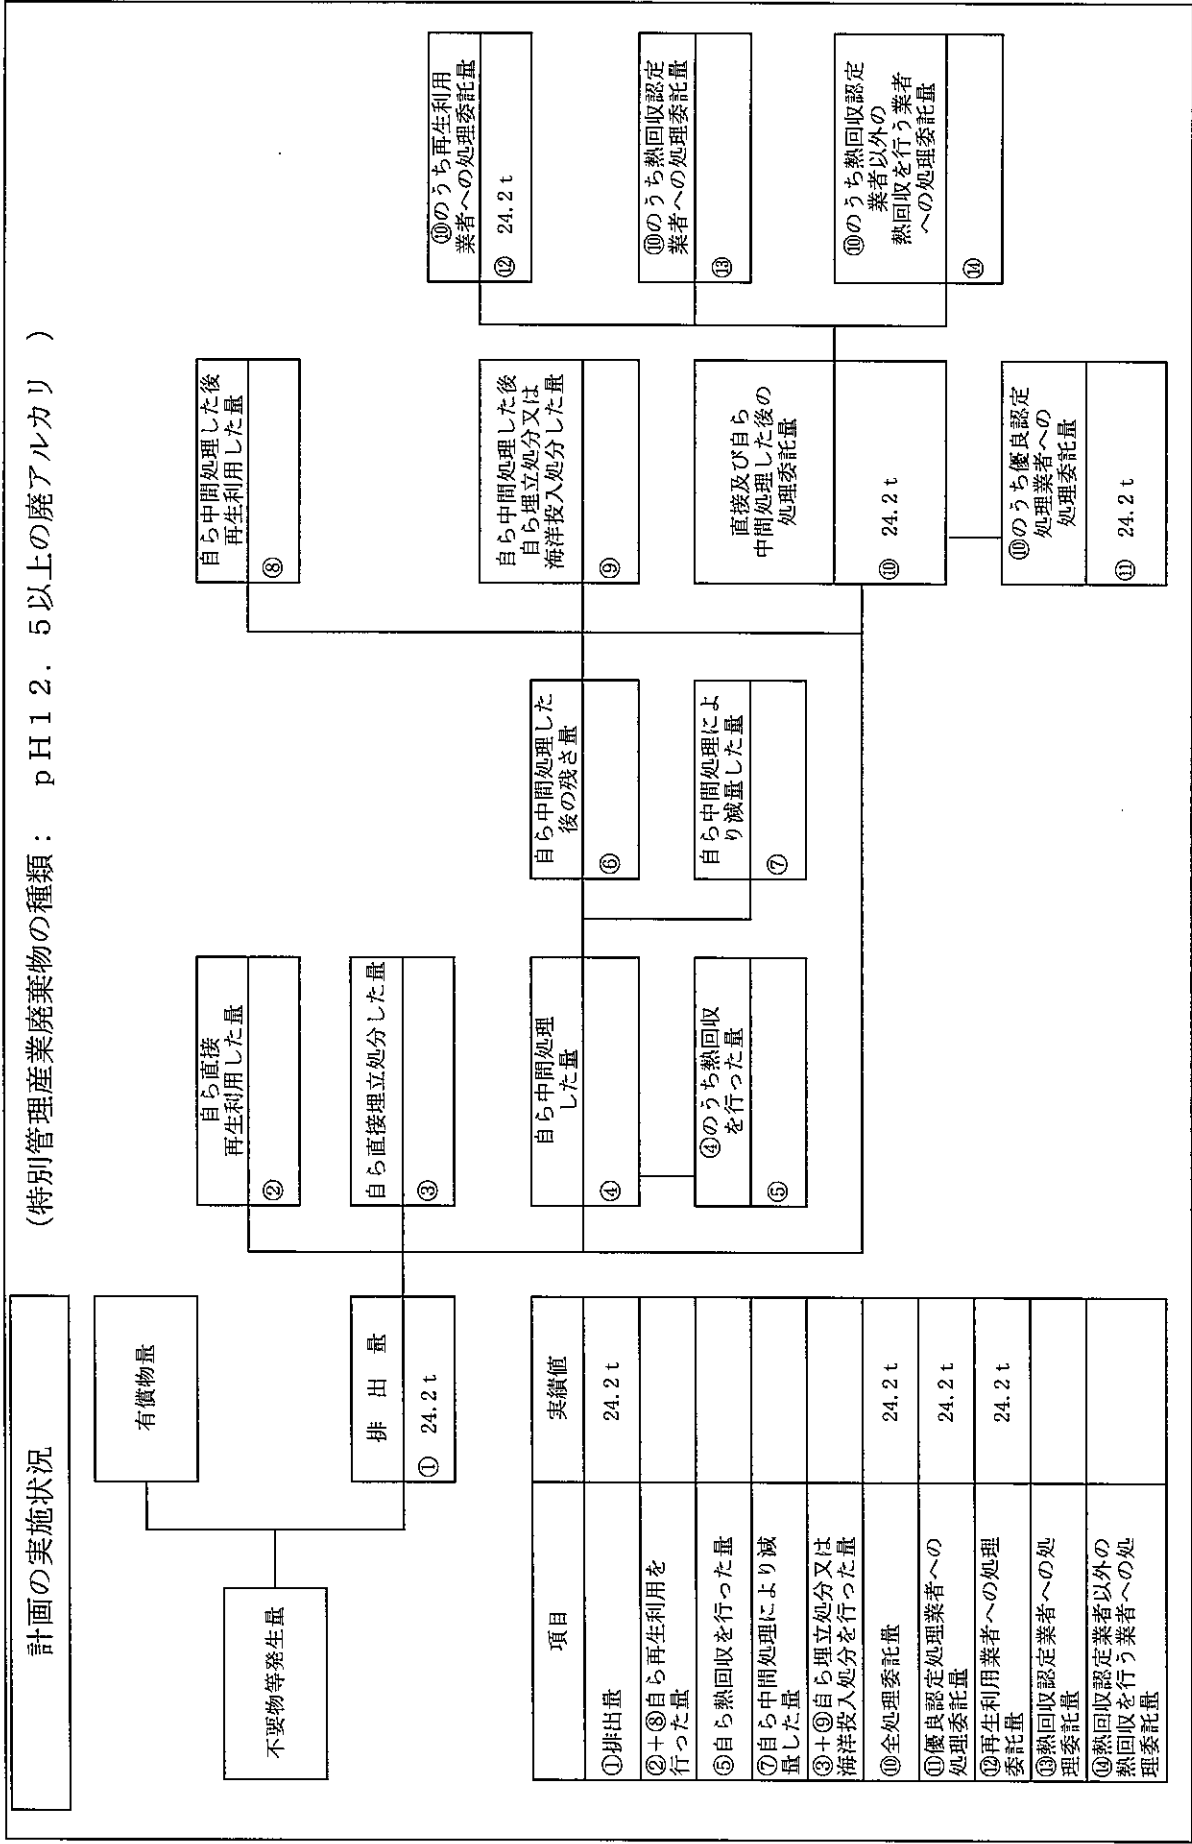 計画の実施状況
(特別管理産業廃棄物の種類： ｐＨ１２．５以上の廃アルカリ )
不要物等発生量
有償物量
排 出 量
① 24.2 t
自ら直接
再生利用した量
②
自ら直接埋立処分した量
③
自ら中間処理
した量
④
④のうち熱回収
を行った量
⑤
自ら中間処理した
後の残さ量
⑥
自ら中間処理によ
り減量した量
⑦
自ら中間処理した後
再生利用した量
⑧
自ら中間処理した後
自ら埋立処分又は
海洋投入処分した量
⑨
直接及び自ら
中間処理した後の
処理委託量
⑩ 24.2 t
⑩のうち優良認定
処理業者への
処理委託量
⑪ 24.2 t
⑩のうち再生利用
業者への処理委託量
⑫ 24.2 t
⑩のうち熱回収認定
業者への処理委託量
⑬
⑩のうち熱回収認定
業者以外の
熱回収を行う業者
への処理委託量
⑭
項目 実績値
①排出量 24.2 t
②＋⑧自ら再生利用を
行った量
⑤自ら熱回収を行った量
⑦自ら中間処理により減
量した量
③＋⑨自ら埋立処分又は
海洋投入処分を行った量
⑩全処理委託量 24.2 t
⑪優良認定処理業者への
処理委託量 24.2 t
⑫再生利用業者への処理
委託量 24.2 t
⑬熱回収認定業者への処
理委託量
⑭熱回収認定業者以外の
熱回収を行う業者への処
理委託量